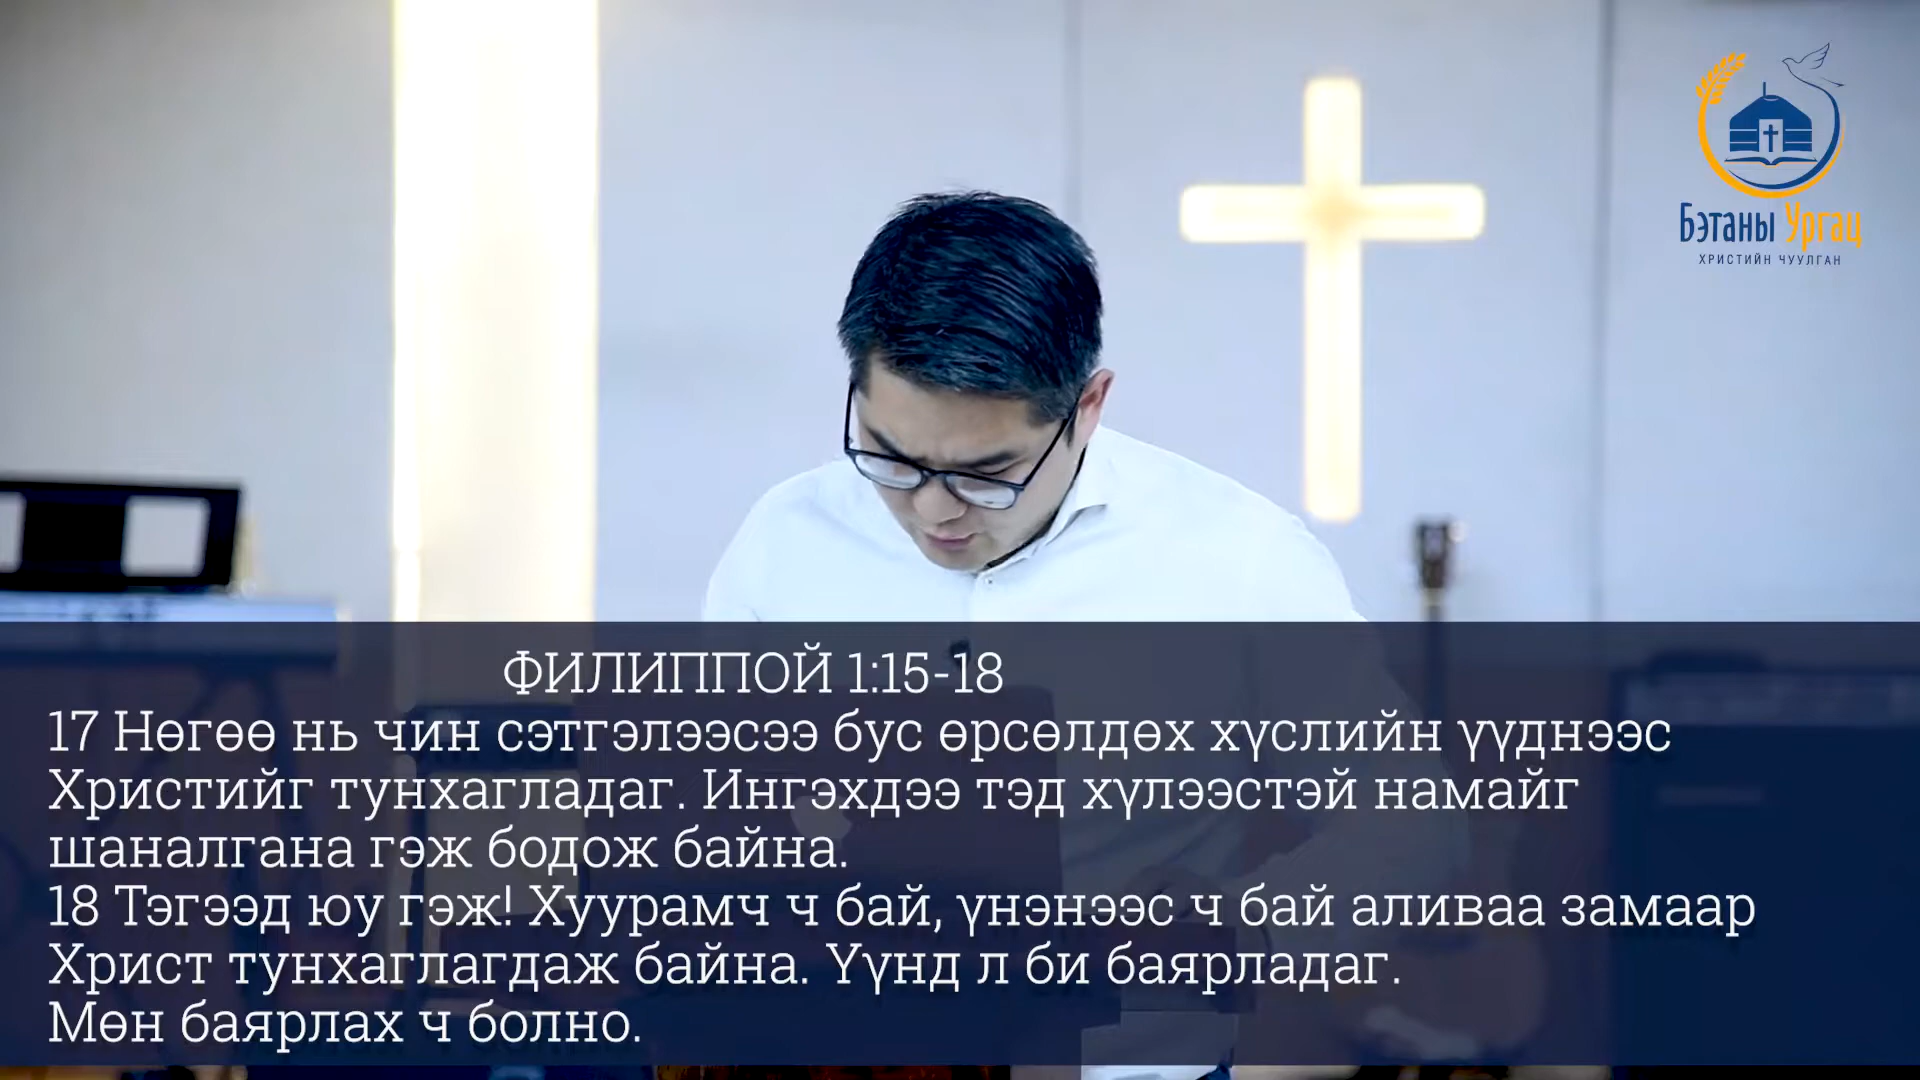 Бэтаны Ургац
ХРИСТИЙН ЧУУЛГАН
ФИЛИППОЙ 1:15-18
17 Нөгөө нь чин сэтгэлээсээ бус өрсөлдөх хүслийн үүднээс
Христийг тунхагладаг. Ингэхдээ тэд хүлээстэй намайг
шаналгана гэж бодож байна.
18 Тэгээд юу гэж! Хуурамч ч бай, үнэнээс ч бай аливаа замаар
Христ тунхаглагдаж байна. Үүнд л би баярладаг.
Мөн баярлах ч болно.